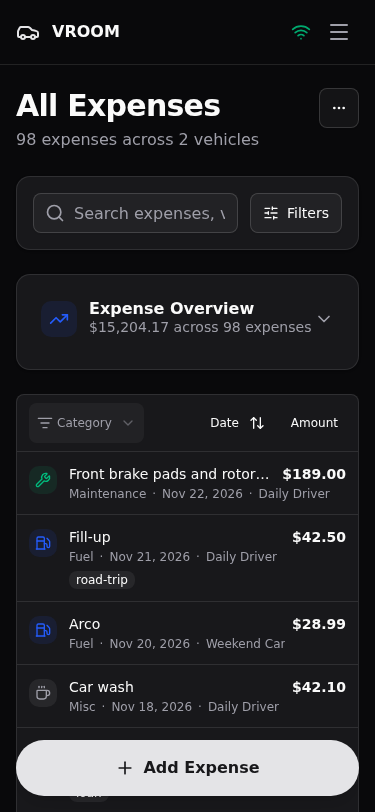 VROOM
All Expenses
98 expenses across 2 vehicles
Search expenses,
Filters
Expense Overview
$15,204.17 across 98 expenses
Category
Date
Amount
Front brake pads and rotor... $189.00
Maintenance · Nov 22, 2026 · Daily Driver
Fill-up $42.50
Fuel · Nov 21, 2026 · Daily Driver
road-trip
Arco $28.99
Fuel · Nov 20, 2026 · Weekend Car
Car wash $42.10
Misc · Nov 18, 2026 · Daily Driver
Add Expense